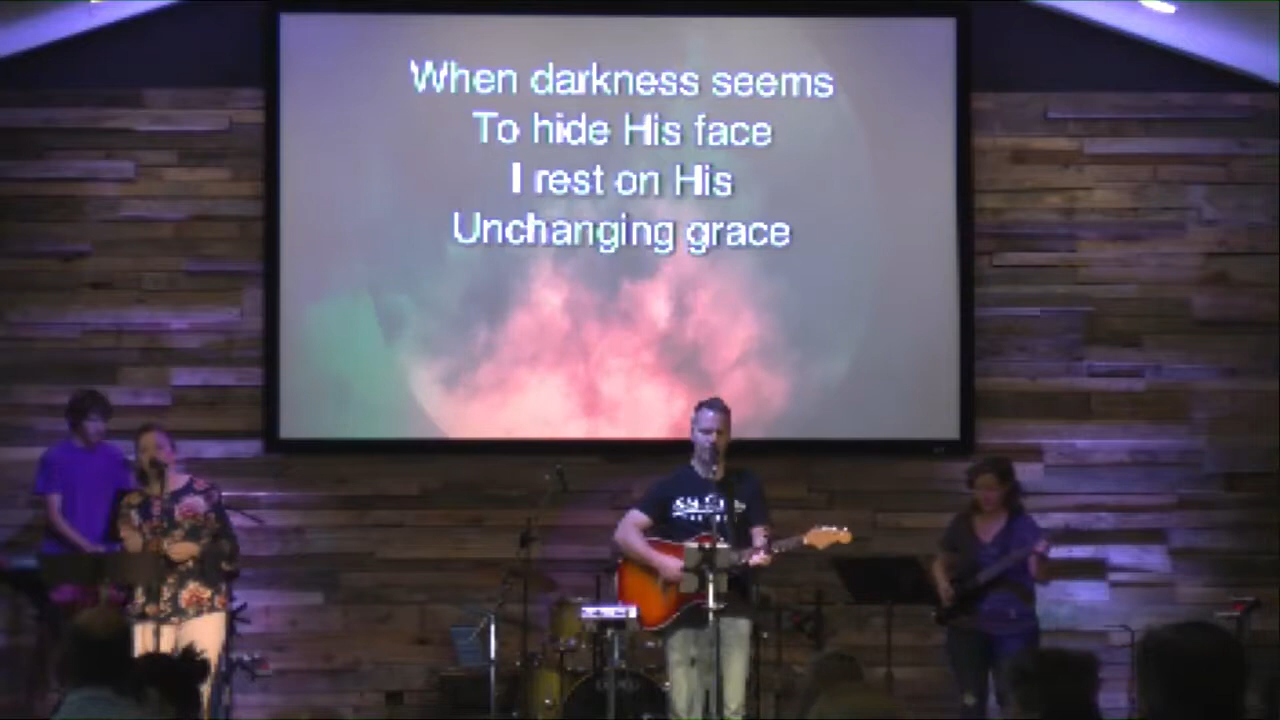 When darkness seems
To hide His face
I rest on His
Unchanging grace